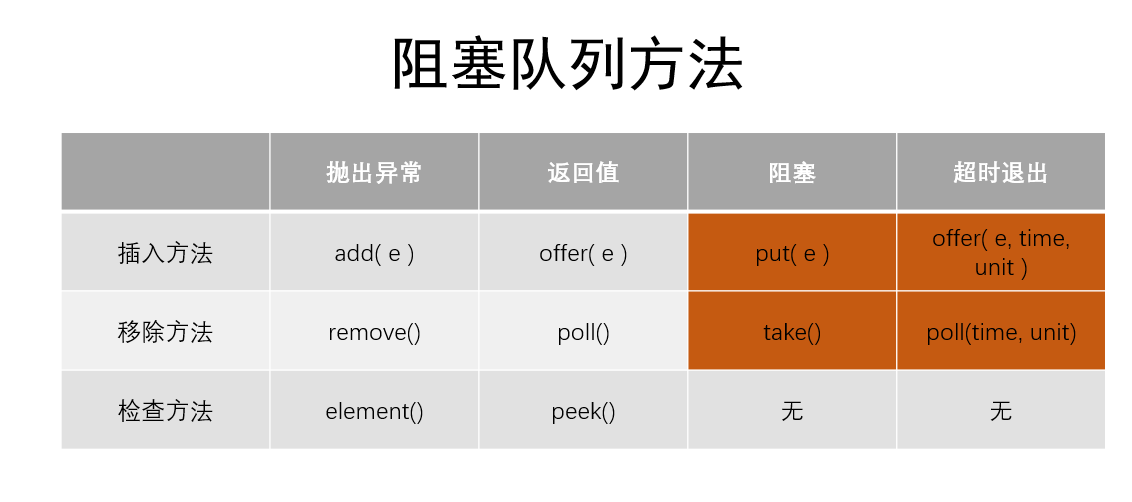 阻塞队列方法
抛出异常 返回值 阻塞 超时退出
插入方法 add( e ) offer( e ) put( e ) offer( e, time,
unit )
移除方法 remove() poll() take() poll(time, unit)
检查方法 element() peek() 无 无